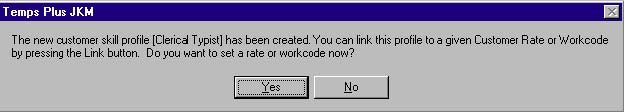 Temps Plus JKM
The new customer skill profile [Clerical Typist] has been created. You can link this profile to a given Customer Rate or Workcode
by pressing the Link button. Do you want to set a rate or workcode now?
Yes
No